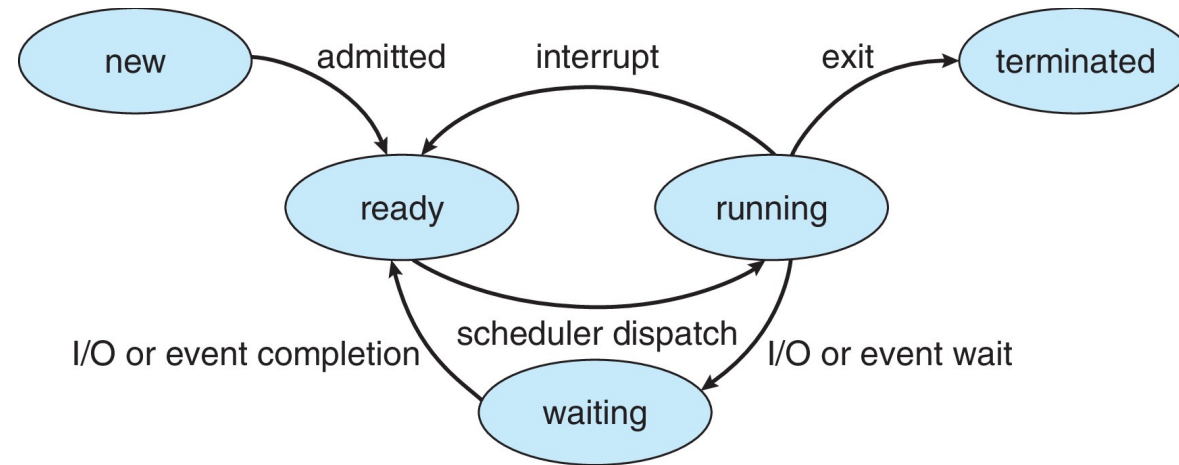 new
admitted
interrupt
exit
terminated
ready
running
I/O or event completion
scheduler dispatch
I/O or event wait
waiting